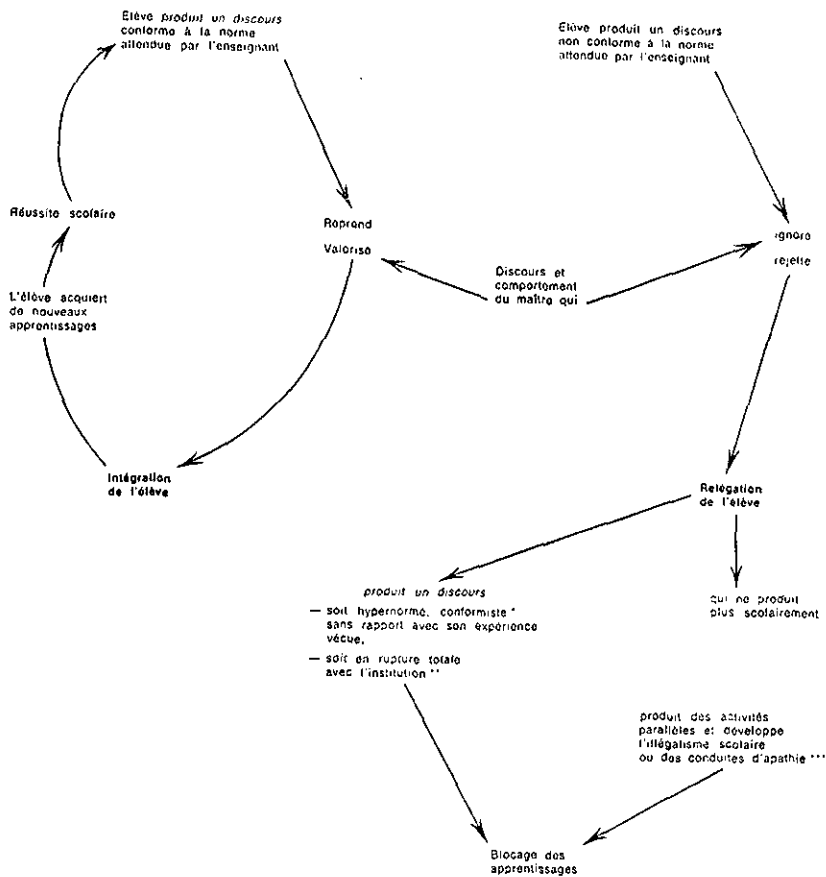 Élève produit un discours
conforme à la norme
attendue par l'enseignant
Élève produit un discours
non conforme à la norme
attendue par l'enseignant
Réussite scolaire
Reprend
Valorise
ignore
rejette
Discours et
comportement
du maître qui
L'élève acquiert
de nouveaux
apprentissages
Intégration
de l'élève
Relégation
de l'élève
produit un discours
— soit hypernormé, conformiste *
sans rapport avec son expérience
vécue,
— soit en rupture totale
avec l'institution **
qui ne produit
plus scolairement
produit des activités
parallèles et développe
l'illégalisme scolaire
ou des conduites d'apathie ***
Blocage des
apprentissages